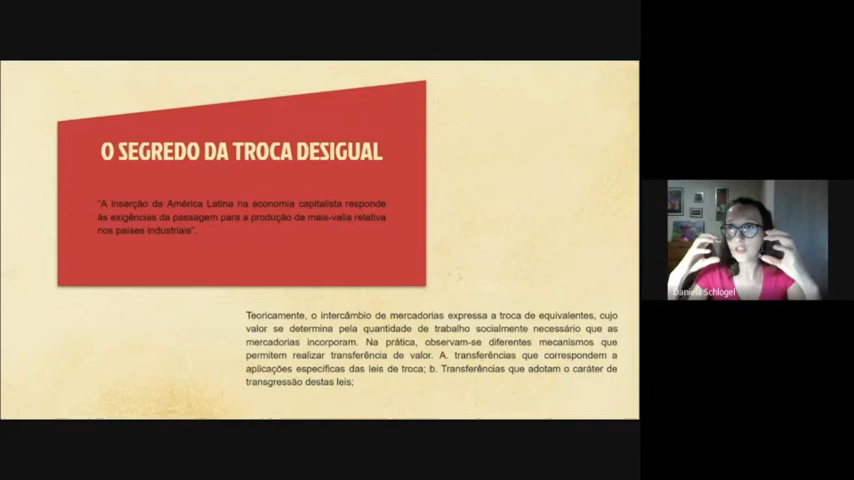 O SEGREDO DA TROCA DESIGUAL
"A inserção da América Latina na economia capitalista responde
às exigências da passagem para a produção de mais-valia relativa
nos países industriais".
Teoricamente, o intercâmbio de mercadorias expressa a troca de equivalentes, cujo
valor se determina pela quantidade de trabalho socialmente necessário que as
mercadorias incorporam. Na prática, observam-se diferentes mecanismos que
permitem realizar transferência de valor. A. transferências que correspondem a
aplicações específicas das leis de troca; b. Transferências que adotam o caráter de
transgressão destas leis;
Daniela Schlogel